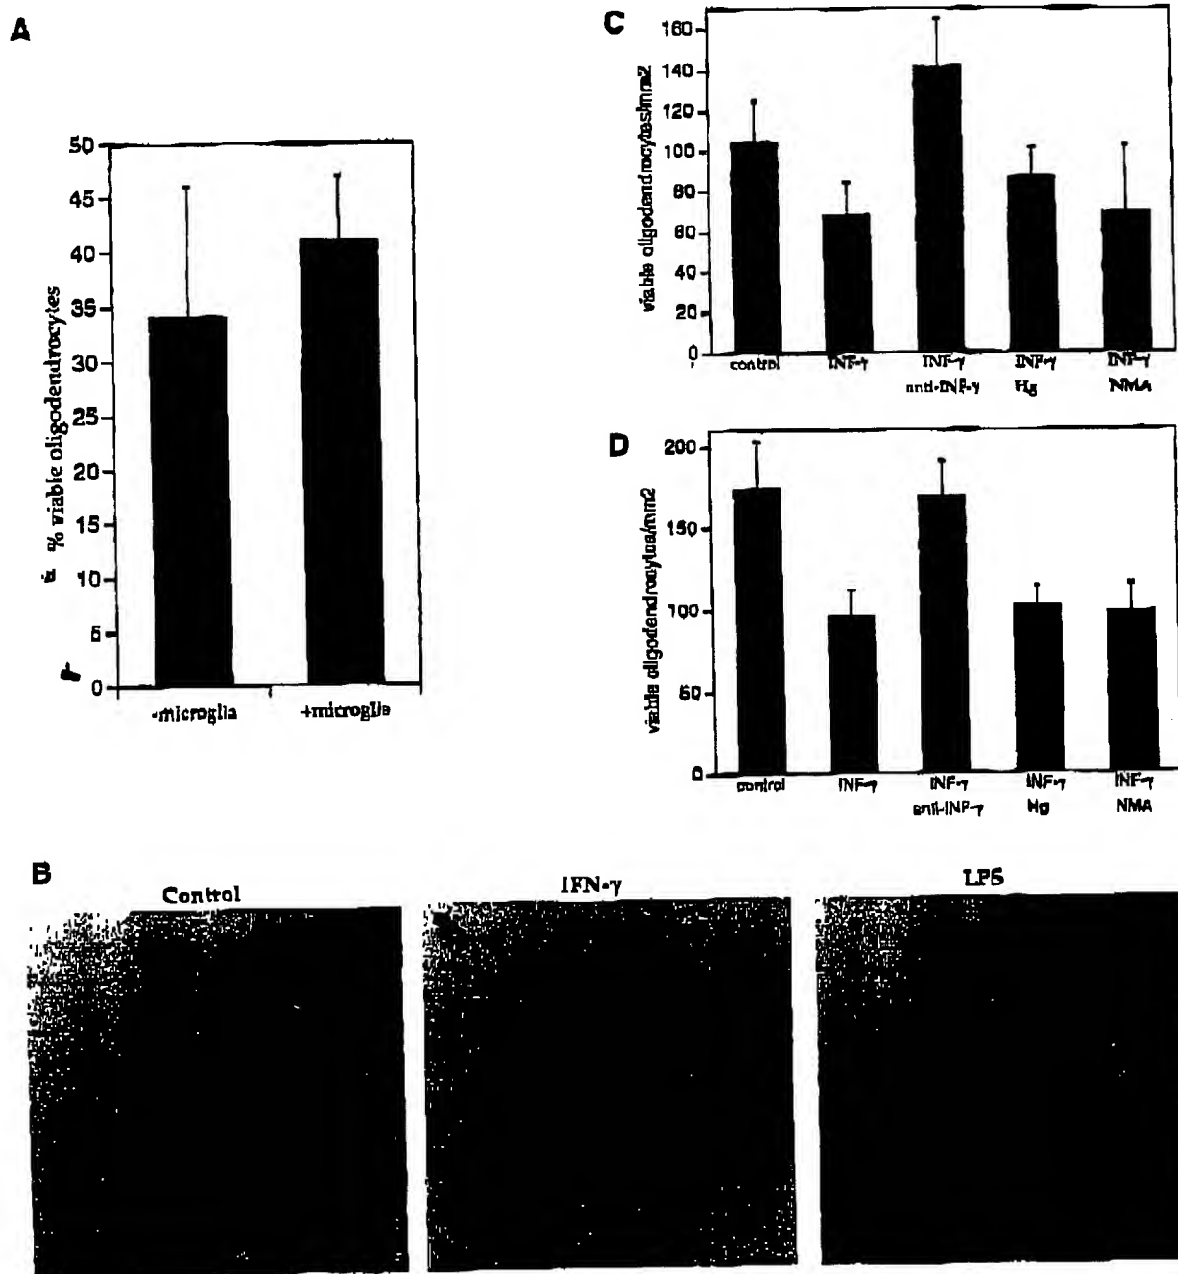 A
% viable oligodendrocytes
50
45
40
35
30
25
20
15
10
5
0
-microglia
+microglia
C
viable oligodendrocytes/mm2
160
140
120
100
80
60
40
20
0
control
INF-γ
INF-γ
INF-γ
INF-γ
anti-INF-γ
Hg
NMA
D
viable oligodendrocytes/mm2
200
150
100
50
0
control
INF-γ
INF-γ
INF-γ
INF-γ
anti-INF-γ
Hg
NMA
B
Control
IFN-γ
LPS